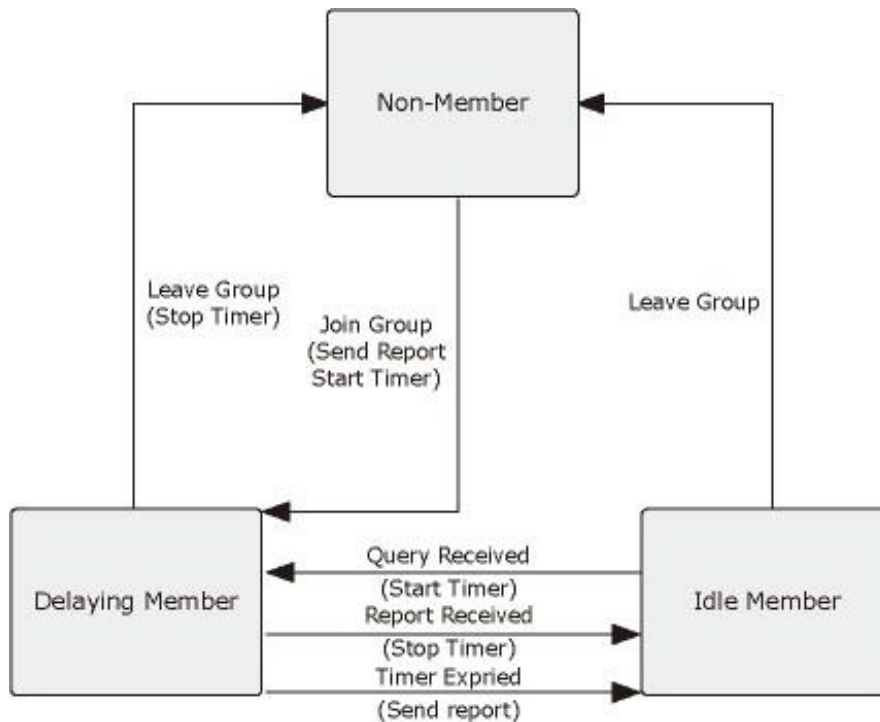 Non-Member
Leave Group
(Stop Timer)
Join Group
(Send Report
Start Timer)
Leave Group
Delaying Member
Query Received
(Start Timer)
Report Received
(Stop Timer)
Timer Expried
(Send report)
Idle Member